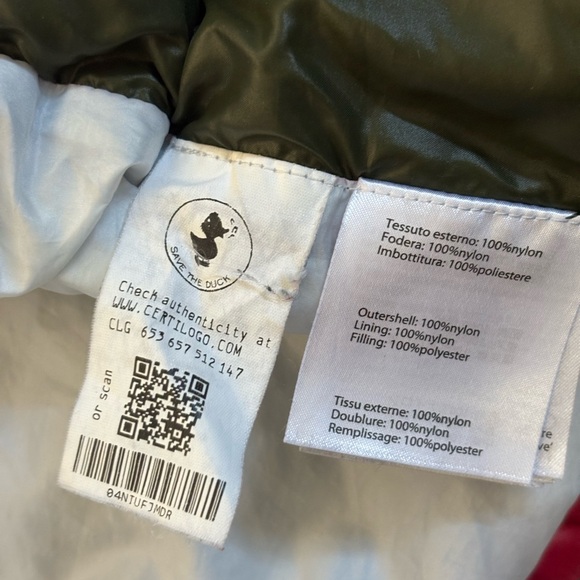 SAVE THE DUCK
Check authenticity at
WWW.CERTILOGO.COM
CLG 653 657 512 147
or scan
04NIUFJMDR
Tessuto esterno: 100%nylon
Fodera: 100%nylon
Imbottitura: 100%poliestere
Outershell: 100%nylon
Lining: 100%nylon
Filling: 100%polyester
Tissu externe: 100%nylon
Doublure: 100%nylon
Remplissage: 100%polyester